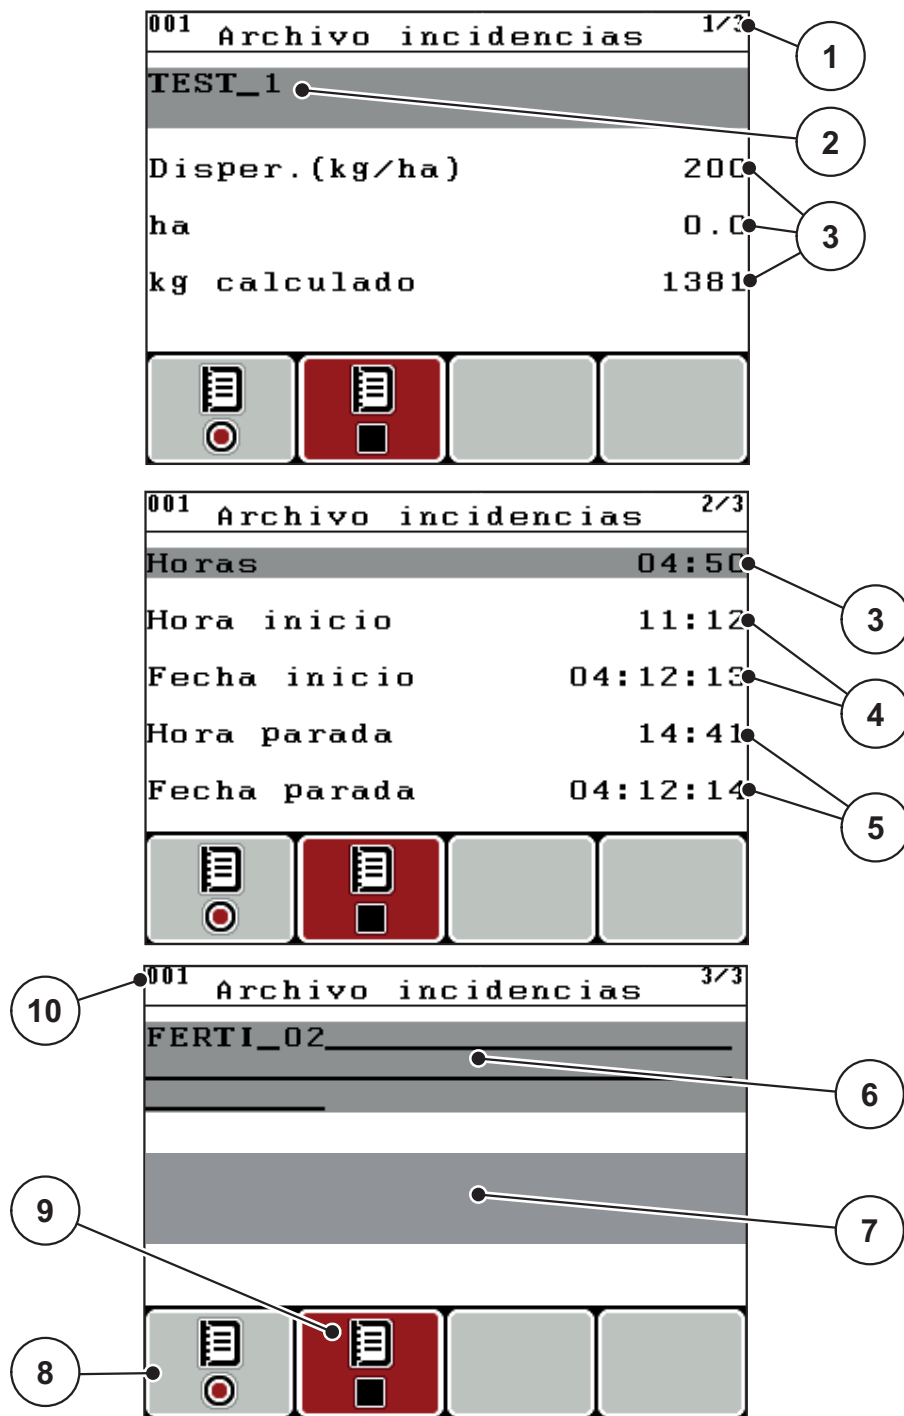 001 Archivo incidencias 1/3
1
TEST_1
2
Disper.(kg/ha) 200
ha 0.0
3
kg calculado 1381
001 Archivo incidencias 2/3
Horas 04:50
3
Hora inicio 11:12
Fecha inicio 04:12:13
4
Hora parada 14:41
Fecha parada 04:12:14
5
001 Archivo incidencias 3/3
10
FERTI_02
6
9
7
8